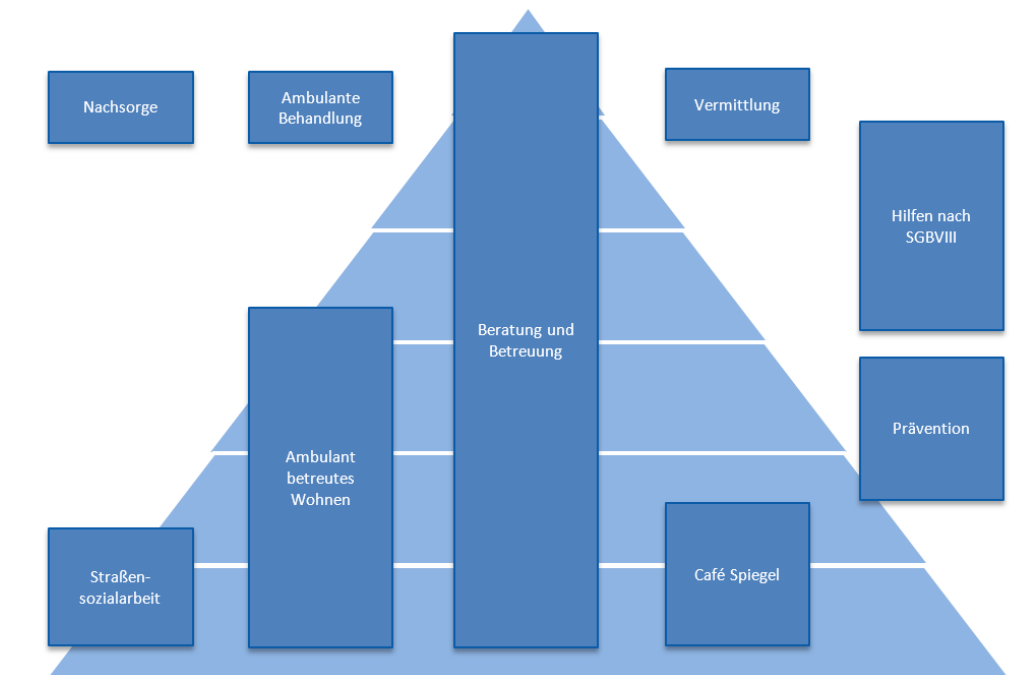 Nachsorge
Ambulante
Behandlung
Vermittlung
Hilfen nach
SGBVIII
Beratung und
Betreuung
Prävention
Ambulant
betreutes
Wohnen
Straßen-
sozialarbeit
Café Spiegel